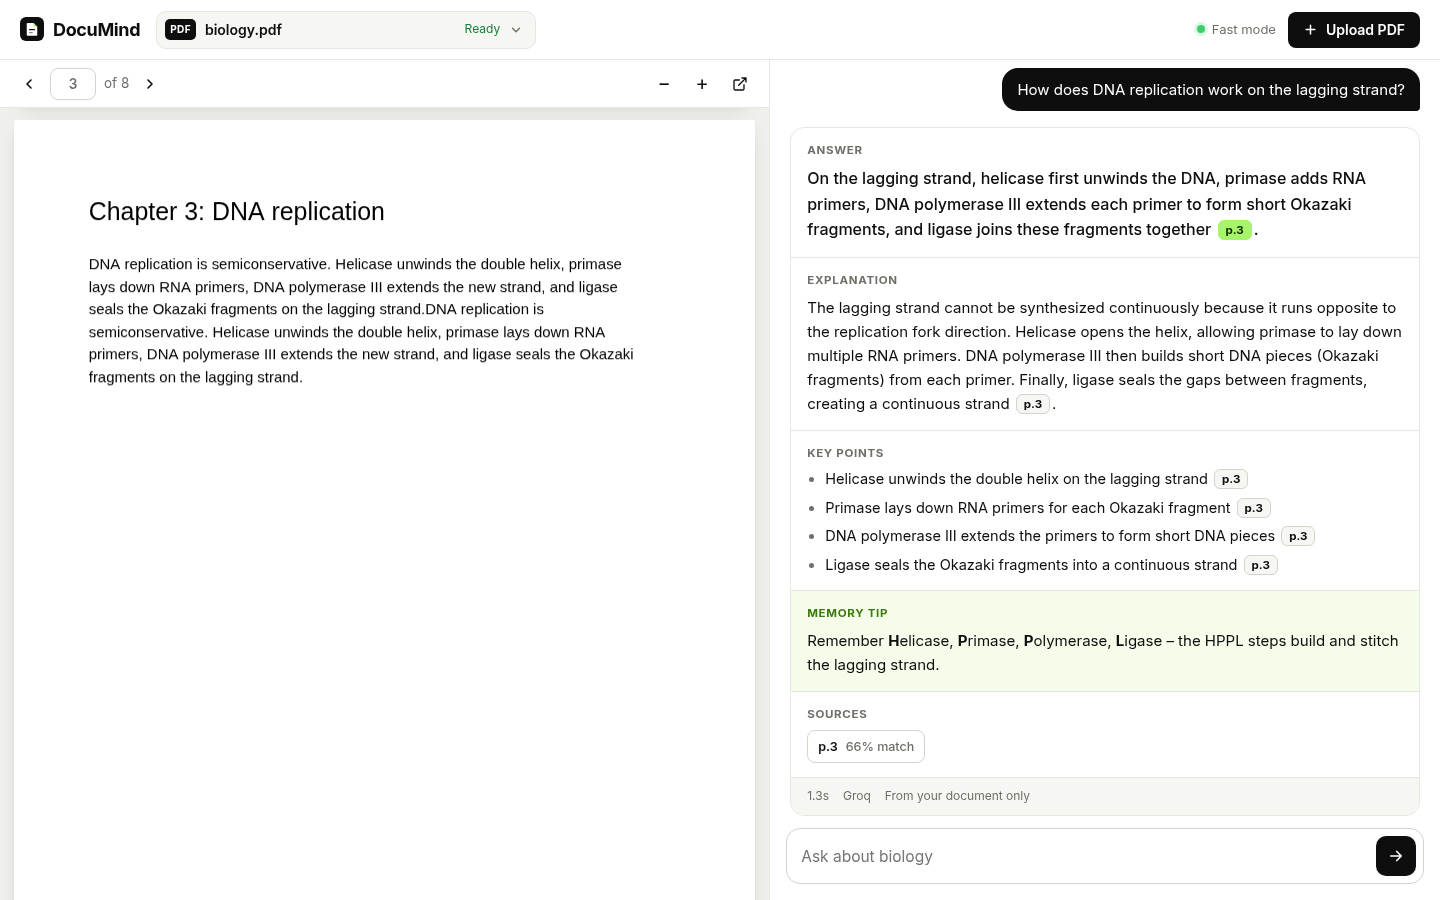 DocuMind
PDF biology.pdf Ready
Fast mode
+ Upload PDF
3 of 8
Chapter 3: DNA replication
DNA replication is semiconservative. Helicase unwinds the double helix, primase
lays down RNA primers, DNA polymerase III extends the new strand, and ligase
seals the Okazaki fragments on the lagging strand.DNA replication is
semiconservative. Helicase unwinds the double helix, primase lays down RNA
primers, DNA polymerase III extends the new strand, and ligase seals the Okazaki
fragments on the lagging strand.
How does DNA replication work on the lagging strand?
ANSWER
On the lagging strand, helicase first unwinds the DNA, primase adds RNA
primers, DNA polymerase III extends each primer to form short Okazaki
fragments, and ligase joins these fragments together p.3 .
EXPLANATION
The lagging strand cannot be synthesized continuously because it runs opposite to
the replication fork direction. Helicase opens the helix, allowing primase to lay down
multiple RNA primers. DNA polymerase III then builds short DNA pieces (Okazaki
fragments) from each primer. Finally, ligase seals the gaps between fragments,
creating a continuous strand p.3 .
KEY POINTS
• Helicase unwinds the double helix on the lagging strand p.3
• Primase lays down RNA primers for each Okazaki fragment p.3
• DNA polymerase III extends the primers to form short DNA pieces p.3
• Ligase seals the Okazaki fragments into a continuous strand p.3
MEMORY TIP
Remember Helicase, Primase, Polymerase, Ligase – the HPPL steps build and stitch
the lagging strand.
SOURCES
p.3 66% match
1.3s Groq From your document only
Ask about biology